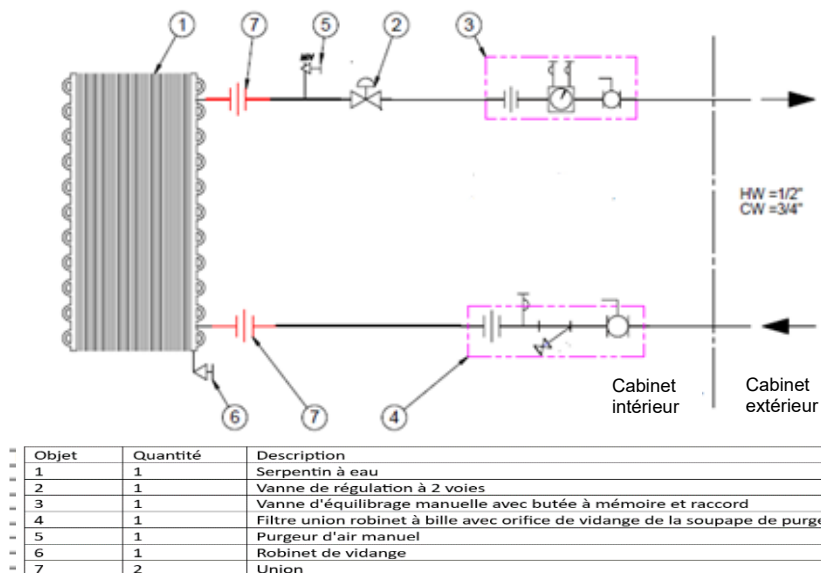 1 7 5 2 3
MV
HW =1/2"
CW =3/4"
Cabinet intérieur
Cabinet extérieur
6 7 4
Objet Quantité Description
1 1 Serpentin à eau
2 1 Vanne de régulation à 2 voies
3 1 Vanne d'équilibrage manuelle avec butée à mémoire et raccord
4 1 Filtre union robinet à bille avec orifice de vidange de la soupape de purge
5 1 Purgeur d'air manuel
6 1 Robinet de vidange
7 2 Union